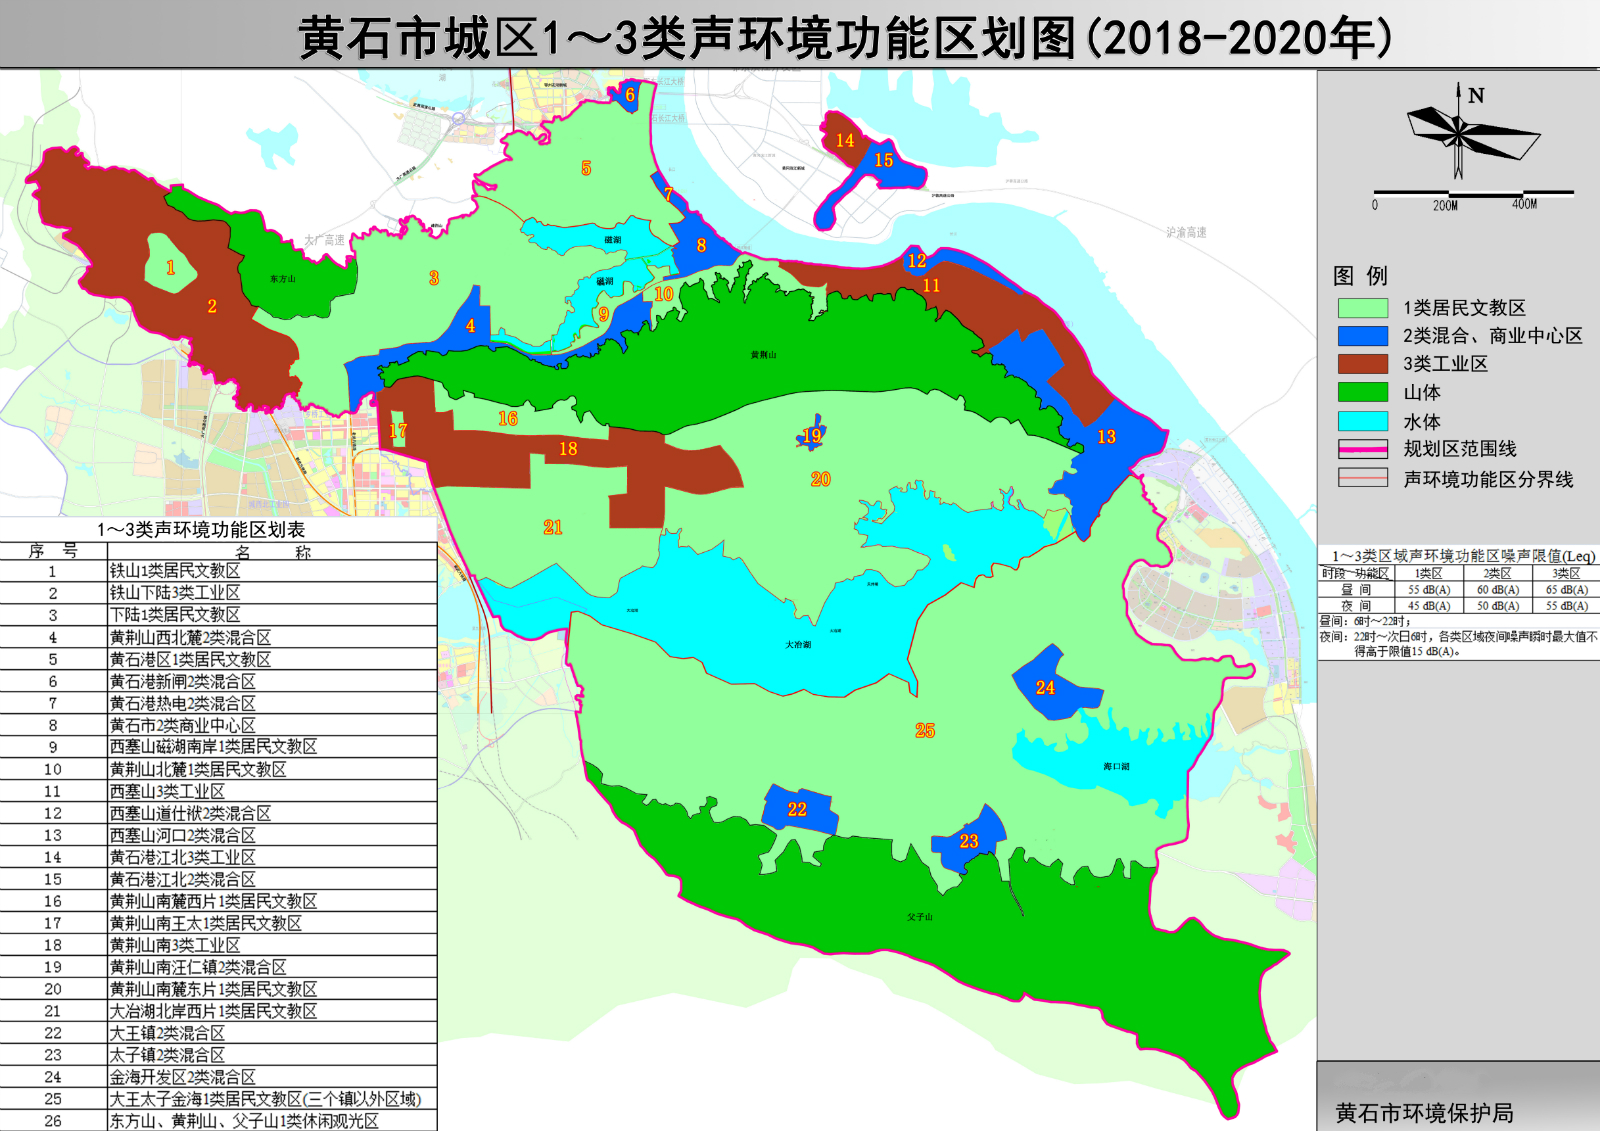 黄石市城区1～3类声环境功能区划图(2018-2020年)
N
0 200M 400M
图 例
1类居民文教区
2类混合、商业中心区
3类工业区
山体
水体
规划区范围线
声环境功能区分界线
1～3类区域声环境功能区噪声限值(Leq)
时段 功能区 1类区 2类区 3类区
昼 间 55 dB(A) 60 dB(A) 65 dB(A)
夜 间 45 dB(A) 50 dB(A) 55 dB(A)
昼间：6时～22时；
夜间：22时～次日6时，各类区域夜间噪声瞬时最大值不
得高于限值15 dB(A)。
黄石市环境保护局
大广高速
沪渝高速
东方山
磁湖
磁湖
黄荆山
大冶湖
海口湖
父子山
1
2
3
4
5
6
7
8
9
10
11
12
13
14
15
16
17
18
19
20
21
22
23
24
25
1～3类声环境功能区划表
序 号 名 称
1 铁山1类居民文教区
2 铁山下陆3类工业区
3 下陆1类居民文教区
4 黄荆山西北麓2类混合区
5 黄石港区1类居民文教区
6 黄石港新闸2类混合区
7 黄石港热电2类混合区
8 黄石市2类商业中心区
9 西塞山磁湖南岸1类居民文教区
10 黄荆山北麓1类居民文教区
11 西塞山3类工业区
12 西塞山道仕袱2类混合区
13 西塞山河口2类混合区
14 黄石港江北3类工业区
15 黄石港江北2类混合区
16 黄荆山南麓西片1类居民文教区
17 黄荆山南王太1类居民文教区
18 黄荆山南3类工业区
19 黄荆山南汪仁镇2类混合区
20 黄荆山南麓东片1类居民文教区
21 大冶湖北岸西片1类居民文教区
22 大王镇2类混合区
23 太子镇2类混合区
24 金海开发区2类混合区
25 大王太子金海1类居民文教区(三个镇以外区域)
26 东方山、黄荆山、父子山1类休闲观光区